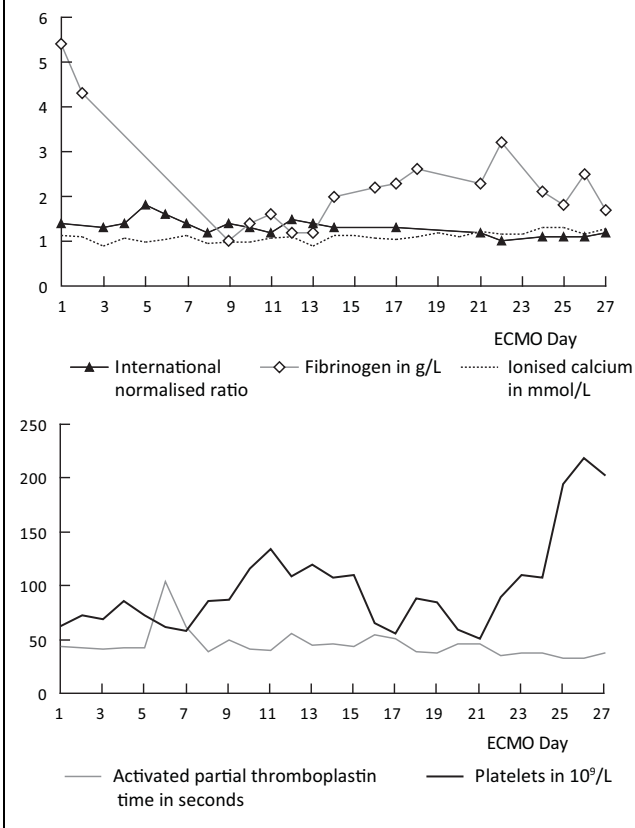 6
5
4
3
2
1
0
1 3 5 7 9 11 13 15 17 19 21 23 25 27
ECMO Day
International normalised ratio
Fibrinogen in g/L
Ionised calcium in mmol/L
250
200
150
100
50
0
1 3 5 7 9 11 13 15 17 19 21 23 25 27
ECMO Day
Activated partial thromboplastin time in seconds
Platelets in 10⁹/L